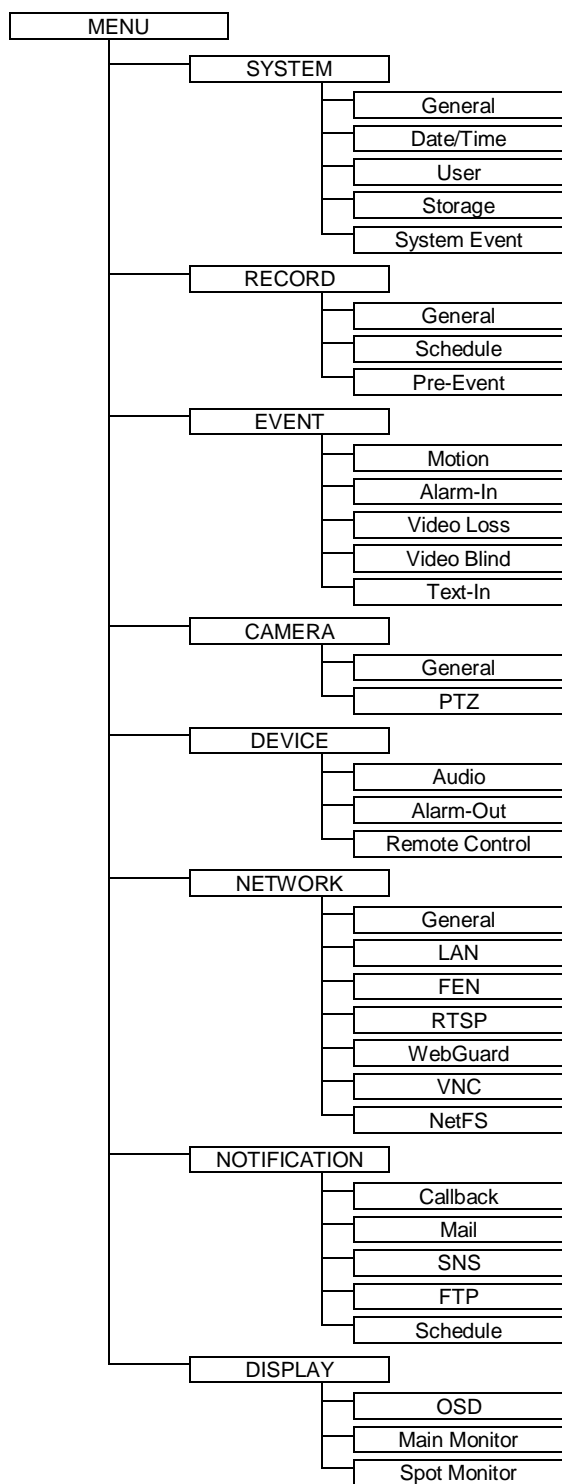 MENU
SYSTEM
General
Date/Time
User
Storage
System Event
RECORD
General
Schedule
Pre-Event
EVENT
Motion
Alarm-In
Video Loss
Video Blind
Text-In
CAMERA
General
PTZ
DEVICE
Audio
Alarm-Out
Remote Control
NETWORK
General
LAN
FEN
RTSP
WebGuard
VNC
NetFS
NOTIFICATION
Callback
Mail
SNS
FTP
Schedule
DISPLAY
OSD
Main Monitor
Spot Monitor